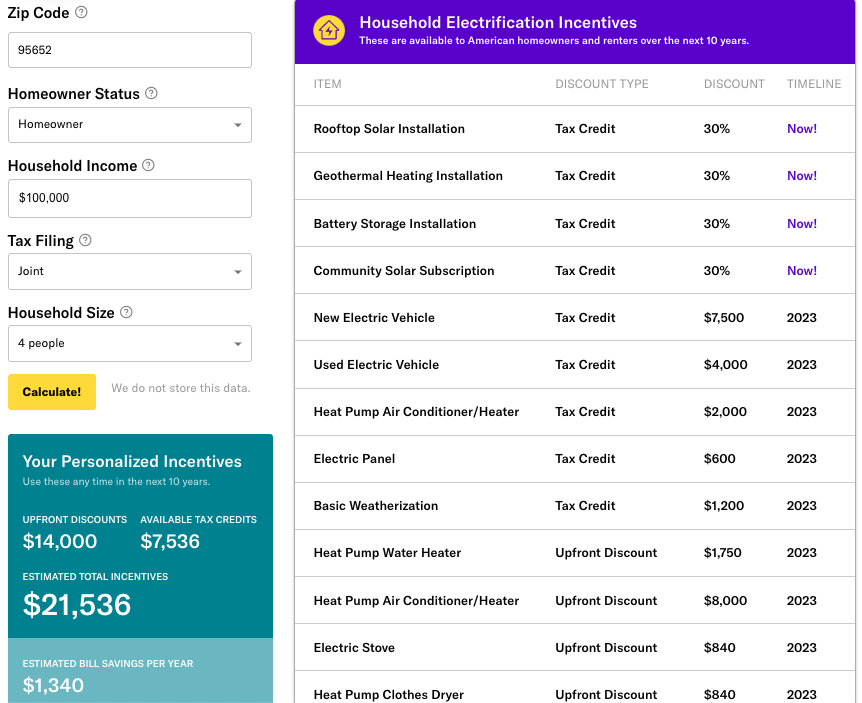 Zip Code
95652
Homeowner Status
Homeowner
Household Income
$100,000
Tax Filing
Joint
Household Size
4 people
Calculate! We do not store this data.
Your Personalized Incentives
Use these any time in the next 10 years.
UPFRONT DISCOUNTS AVAILABLE TAX CREDITS
$14,000 $7,536
ESTIMATED TOTAL INCENTIVES
$21,536
ESTIMATED BILL SAVINGS PER YEAR
$1,340
Household Electrification Incentives
These are available to American homeowners and renters over the next 10 years.
ITEM DISCOUNT TYPE DISCOUNT TIMELINE
Rooftop Solar Installation Tax Credit 30% Now!
Geothermal Heating Installation Tax Credit 30% Now!
Battery Storage Installation Tax Credit 30% Now!
Community Solar Subscription Tax Credit 30% Now!
New Electric Vehicle Tax Credit $7,500 2023
Used Electric Vehicle Tax Credit $4,000 2023
Heat Pump Air Conditioner/Heater Tax Credit $2,000 2023
Electric Panel Tax Credit $600 2023
Basic Weatherization Tax Credit $1,200 2023
Heat Pump Water Heater Upfront Discount $1,750 2023
Heat Pump Air Conditioner/Heater Upfront Discount $8,000 2023
Electric Stove Upfront Discount $840 2023
Heat Pump Clothes Dryer Upfront Discount $840 2023